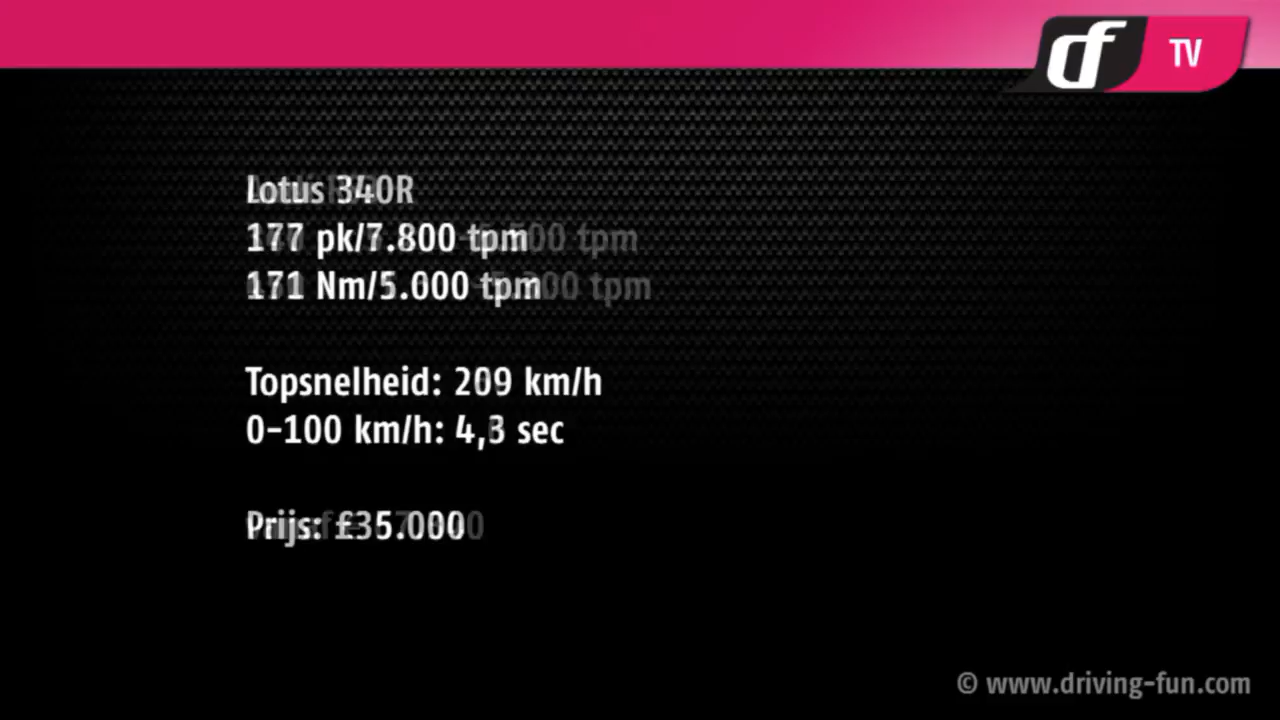 df TV
Lotus 340R
177 pk/7.800 tpm
171 Nm/5.000 tpm
Topsnelheid: 209 km/h
0-100 km/h: 4,3 sec
Prijs: £35.000
© www.driving-fun.com